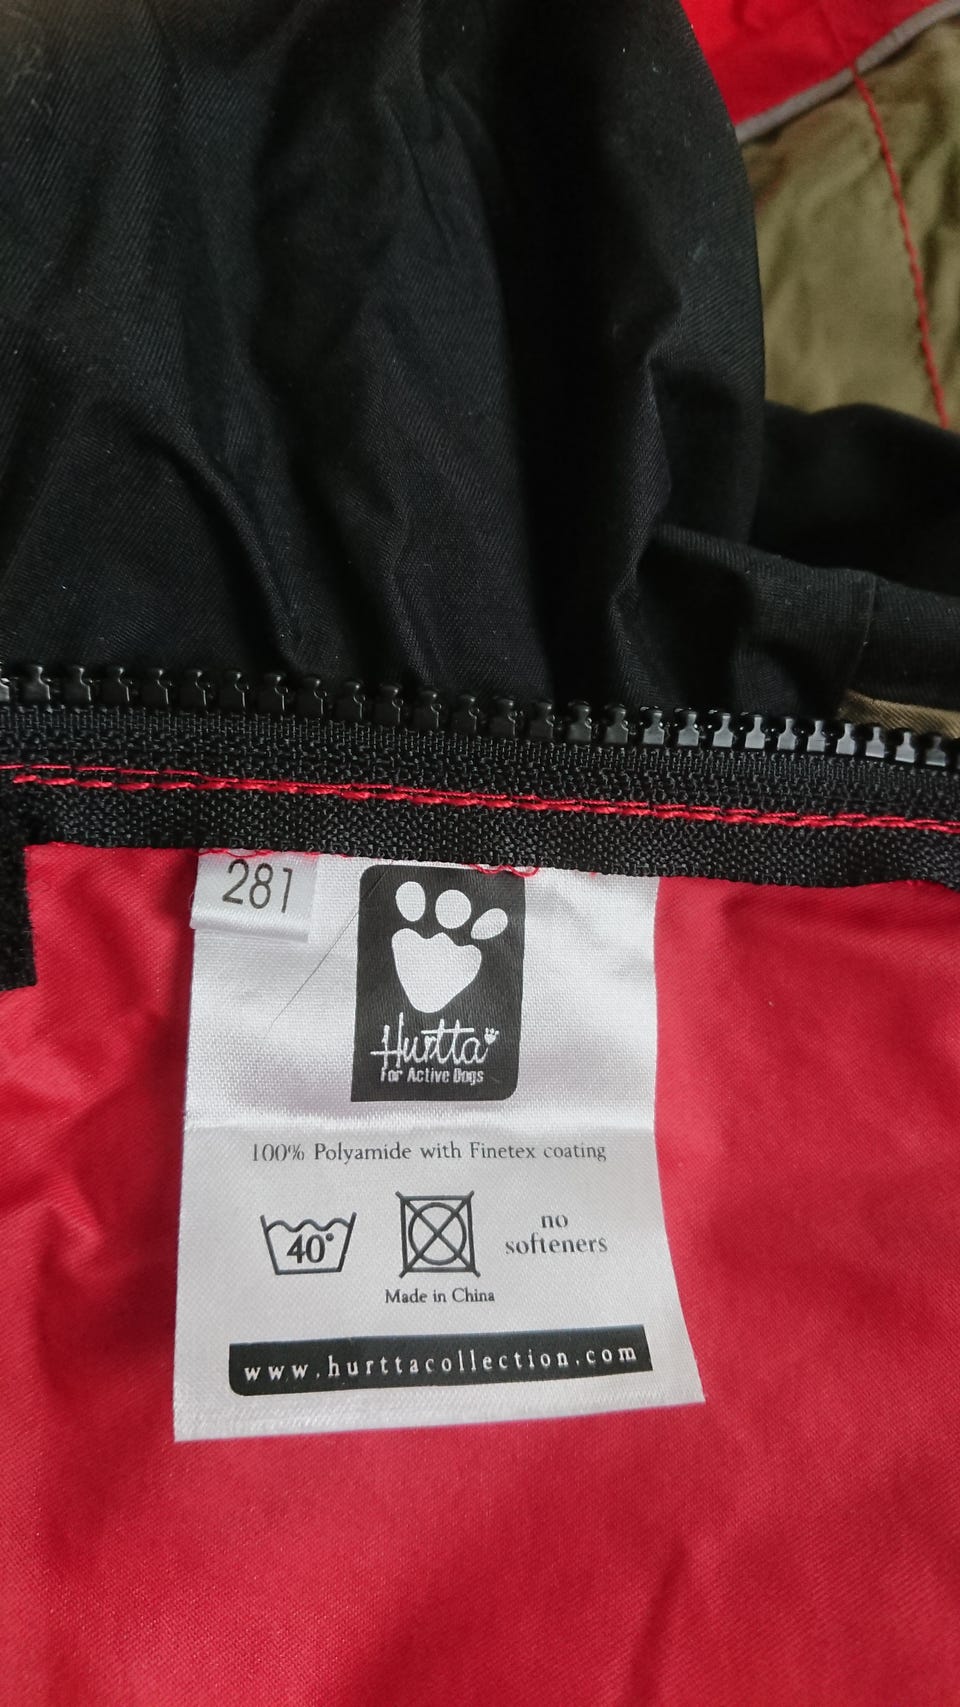 281
Hurtta
For Active Dogs
100% Polyamide with Finetex coating
40°
no
softeners
Made in China
www.hurttacollection.com